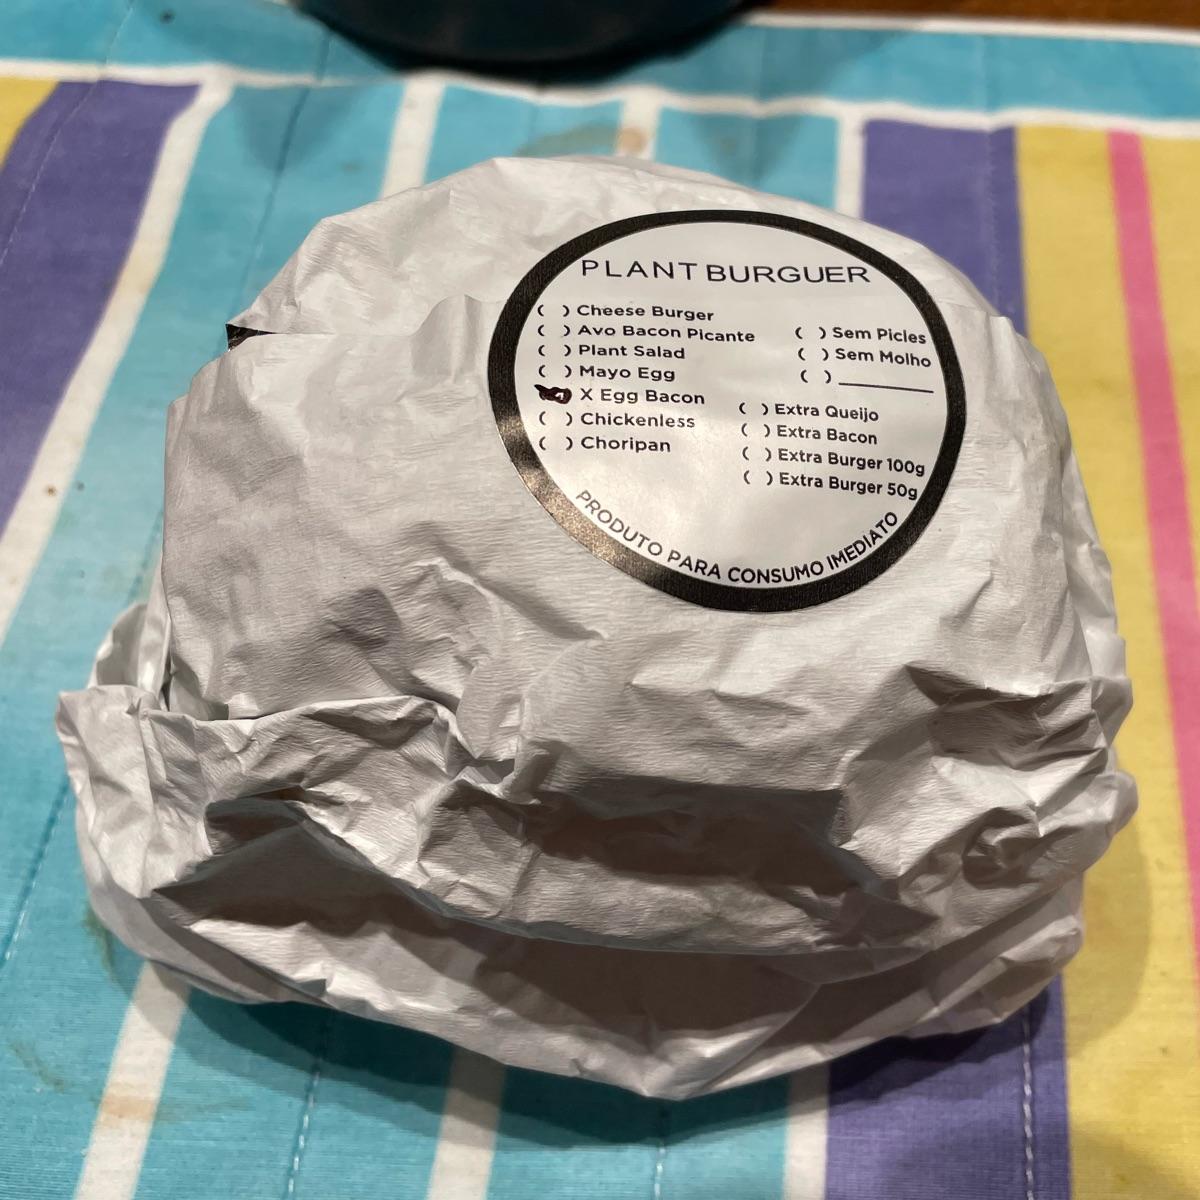 PLANT BURGUER
( ) Cheese Burger
( ) Avo Bacon Picante
( ) Plant Salad
( ) Mayo Egg
X Egg Bacon
( ) Chickenless
( ) Choripan
( ) Sem Picles
( ) Sem Molho
( ) ________
( ) Extra Queijo
( ) Extra Bacon
( ) Extra Burger 100g
( ) Extra Burger 50g
PRODUTO PARA CONSUMO IMEDIATO